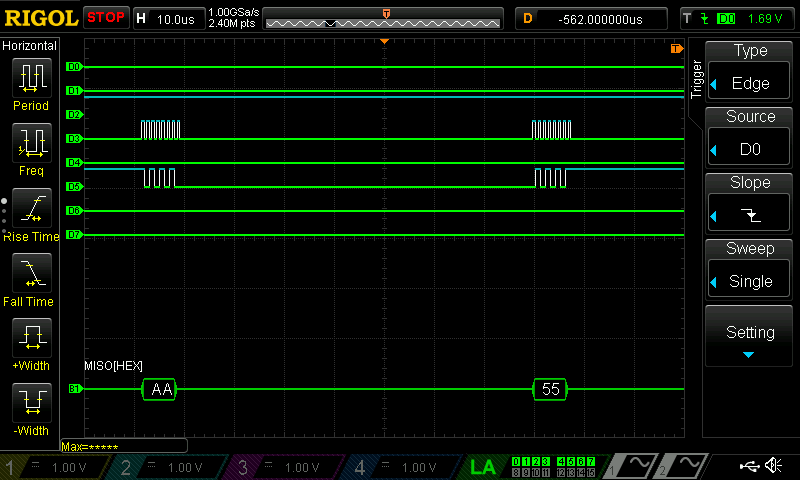 RIGOL STOP H 10.0us 1.00GSa/s 2.40M pts T D -562.000000us T D0 1.69 V
Horizontal
Period
Freq
Rise Time
Fall Time
+Width
-Width
T
D0
D1
D2
D3
D4
D5
D6
D7
MISO[HEX]
B1 AA 55
Max=*****
Trigger
Type
Edge
Source
D0
Slope
Sweep
Single
Setting
1 = 1.00 V 2 = 1.00 V 3 = 1.00 V 4 = 1.00 V LA 0 1 2 3 4 5 6 7 1 2
8 9 10 11 12 13 14 15